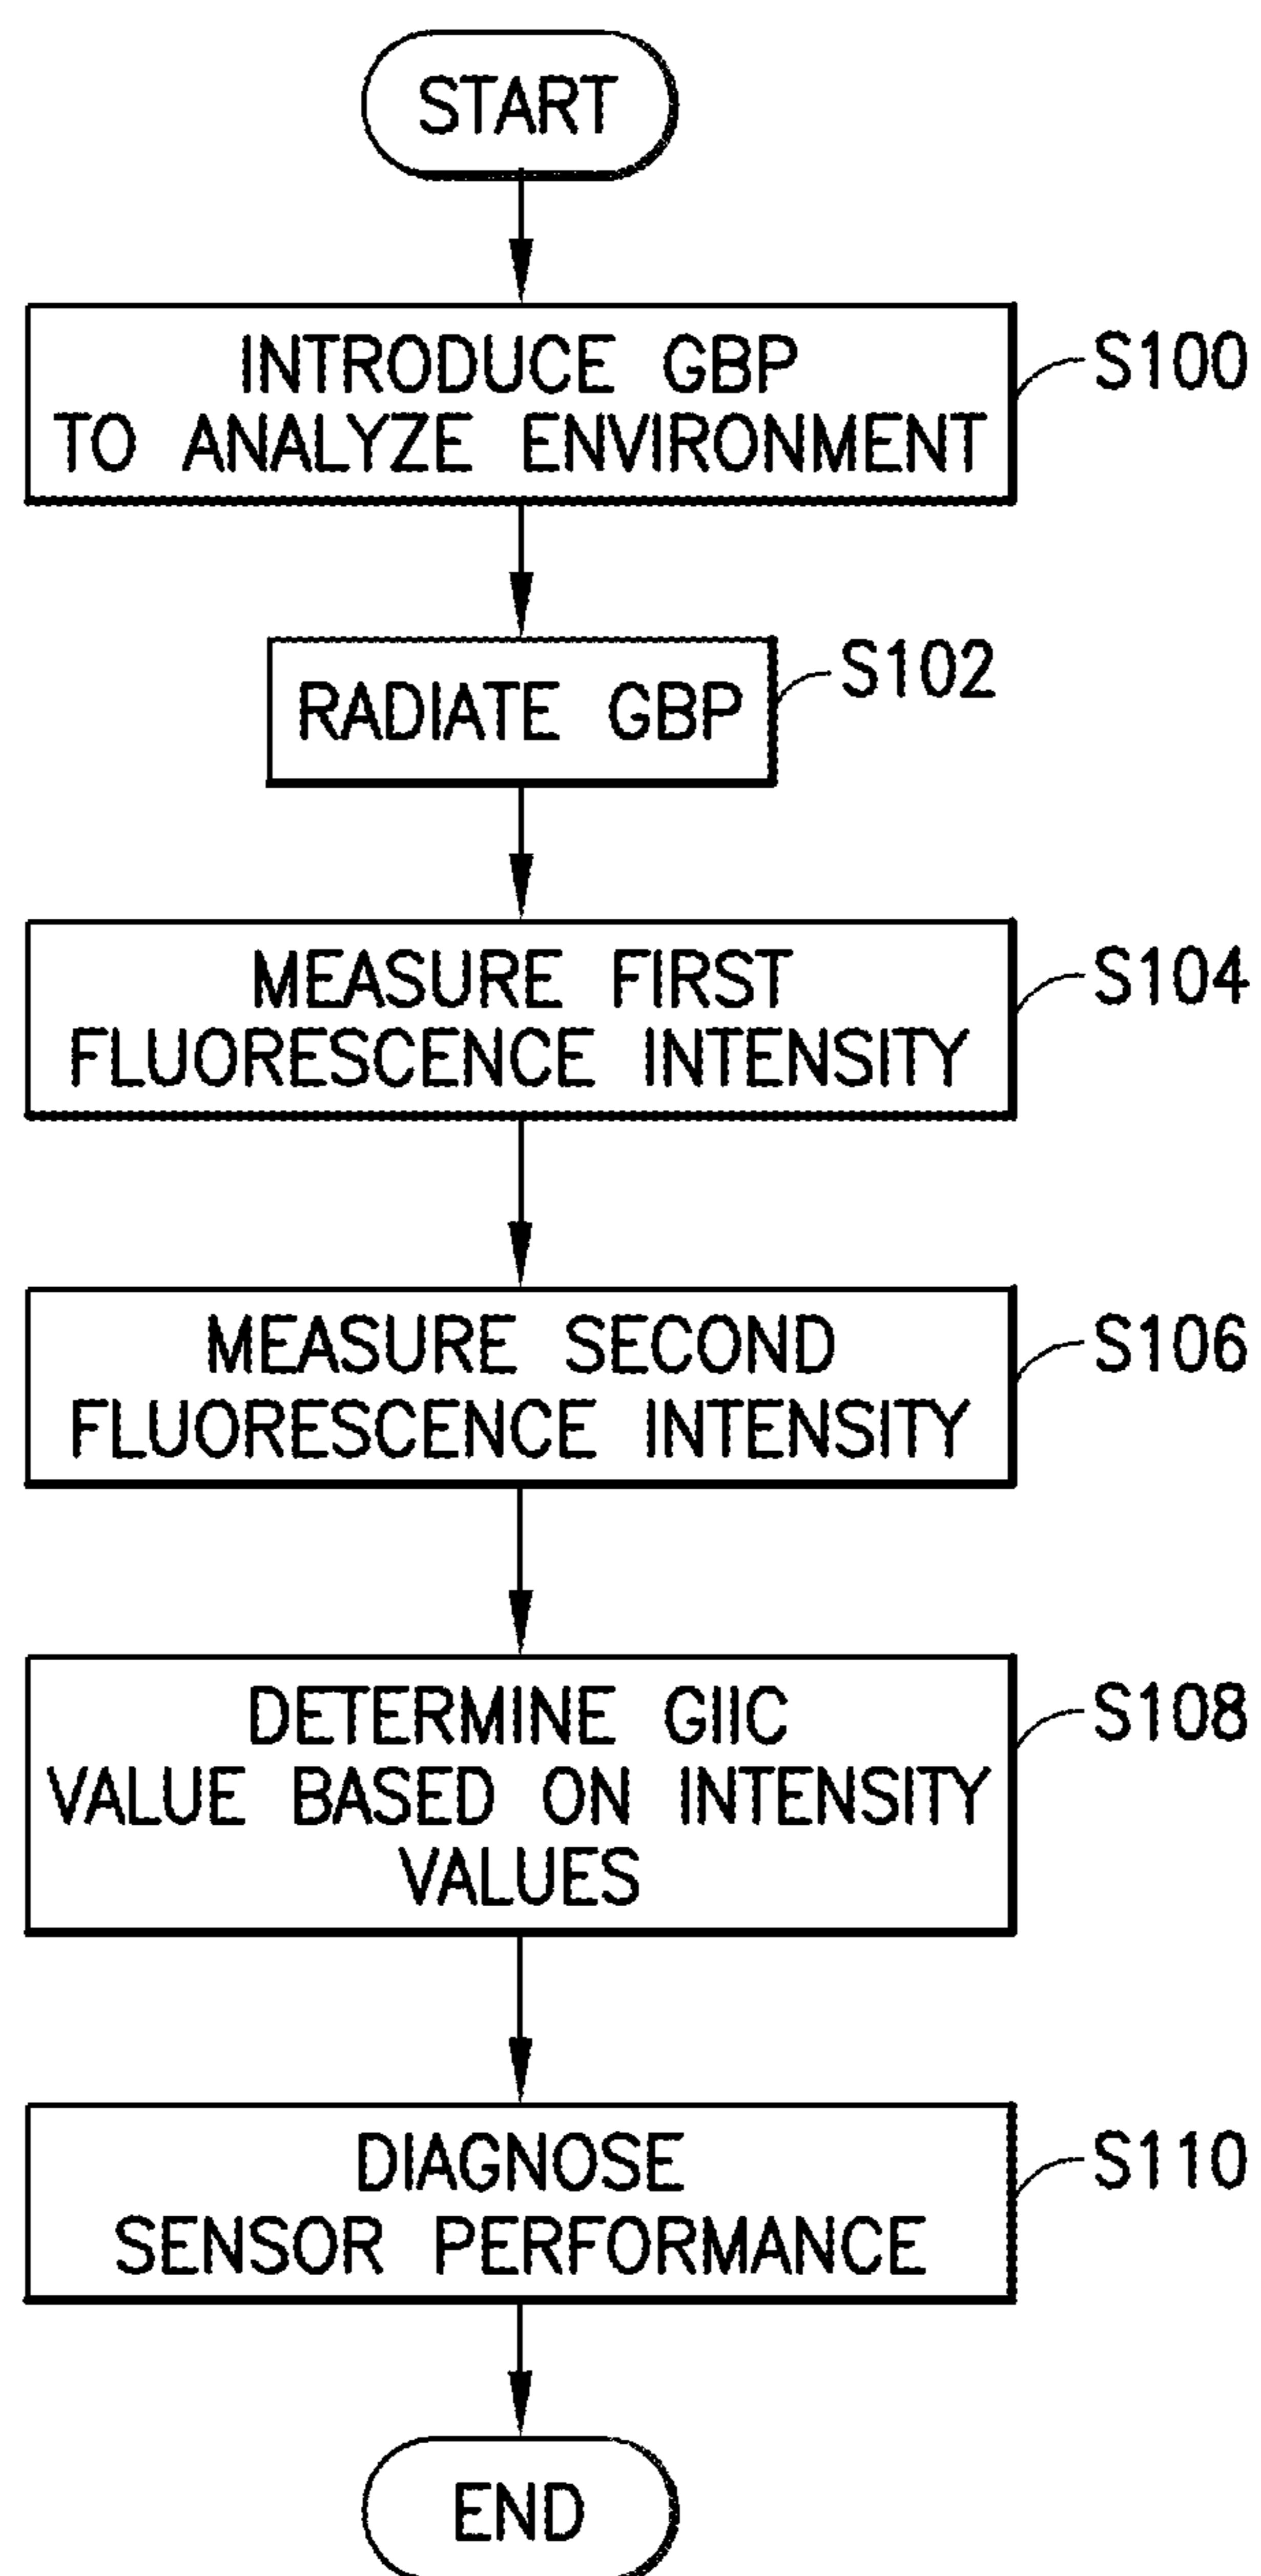 START
INTRODUCE GBP
TO ANALYZE ENVIRONMENT
S100
RADIATE GBP
S102
MEASURE FIRST
FLUORESCENCE INTENSITY
S104
MEASURE SECOND
FLUORESCENCE INTENSITY
S106
DETERMINE GIIC
VALUE BASED ON INTENSITY
VALUES
S108
DIAGNOSE
SENSOR PERFORMANCE
S110
END